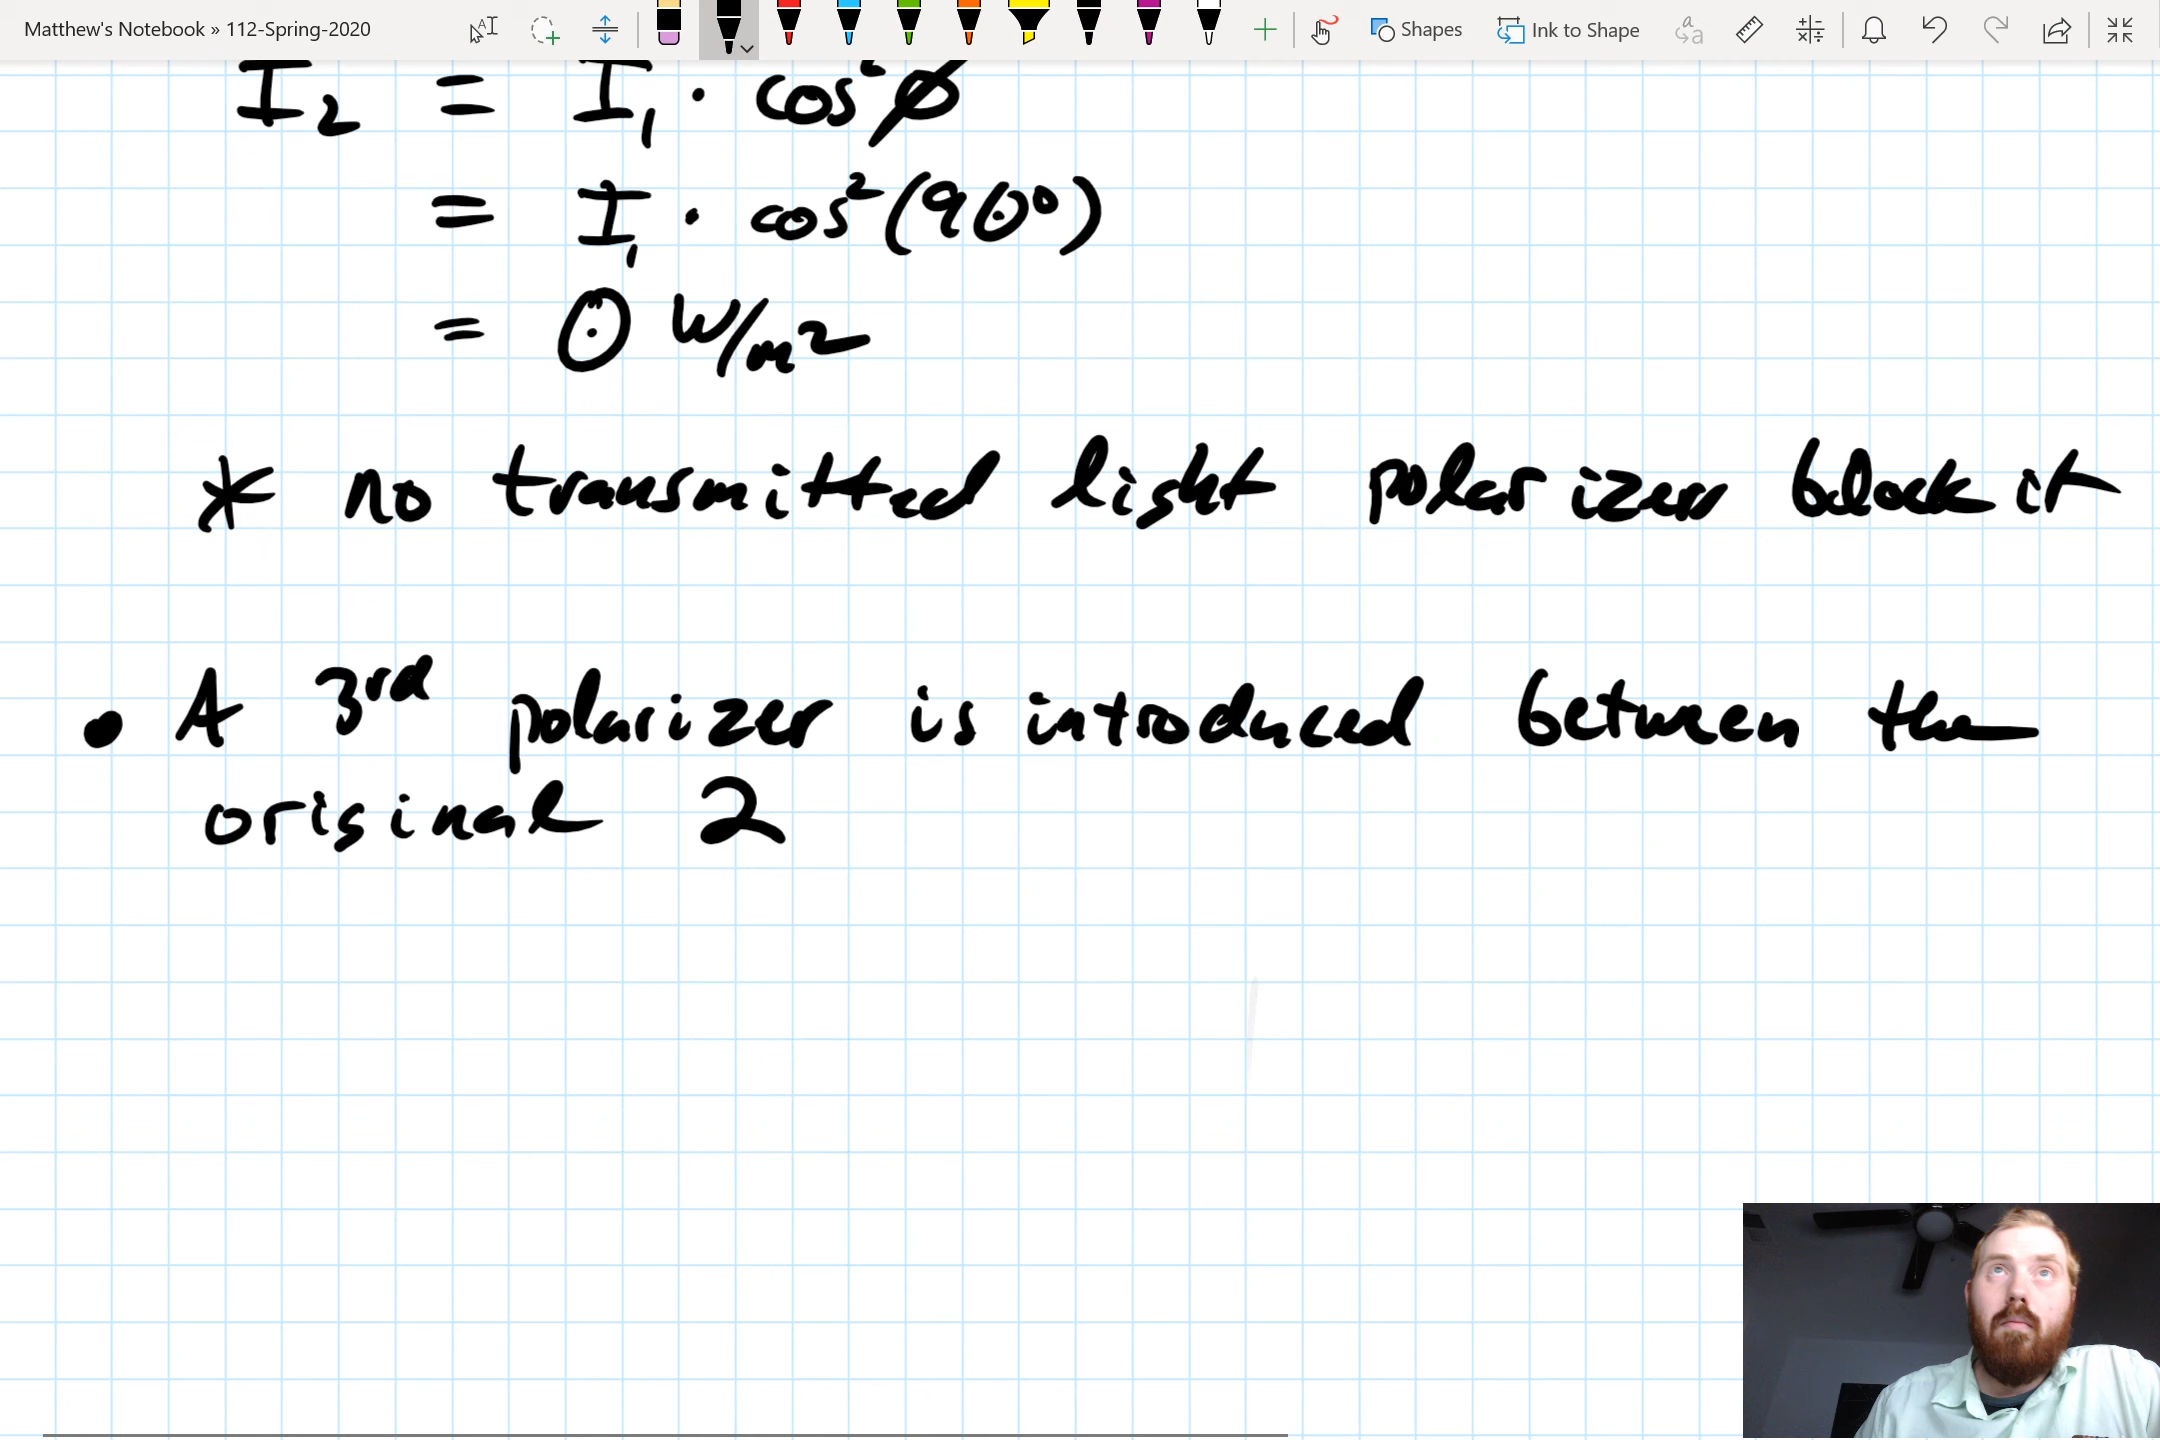 Matthew's Notebook » 112-Spring-2020 Shapes Ink to Shape
I₂ = I₁ · cos²ϕ
= I₁ · cos²(90°)
= 0 W/m²
* no transmitted light polarizers block it
• A 3rd polarizer is introduced between the
original 2